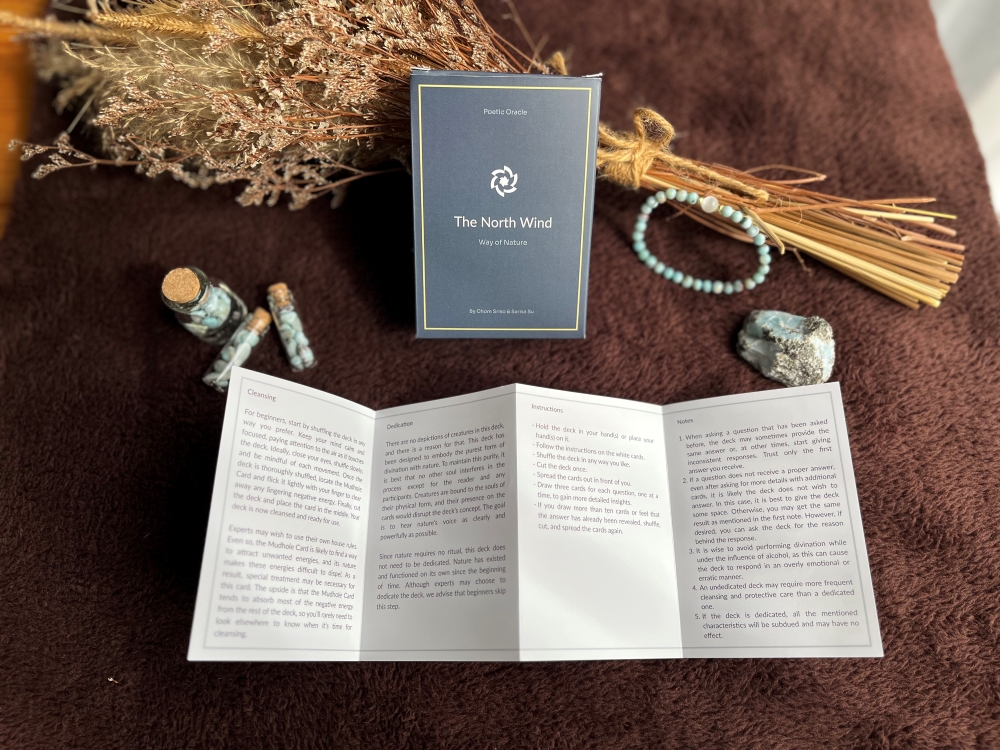 Poetic Oracle
The North Wind
Way of Nature
By Chom Srino & Sarisa Su
Cleansing
For beginners, start by shuffling the deck in any
way you prefer. Keep your mind calm and
focused, paying attention to the air as it touches
the deck. Ideally, close your eyes, shuffle slowly,
and be mindful of each movement. Once the
deck is thoroughly shuffled, locate the Mudhole
Card and flick it lightly with your finger to clear
away any lingering negative energy. Finally, cut
the deck and place the card in the middle. Your
deck is now cleansed and ready for use.
Experts may wish to use their own house rules.
Even so, the Mudhole Card is likely to find a way
to attract unwanted energies, and its nature
makes these energies difficult to dispel. As a
result, special treatment may be necessary for
this card. The upside is that the Mudhole Card
tends to absorb most of the negative energy
from the rest of the deck, so you'll rarely need to
look elsewhere to know when it's time for
cleansing.
Dedication
There are no depictions of creatures in this deck,
and there is a reason for that. This deck has
been designed to embody the purest form of
divination with nature. To maintain this purity, it
is best that no other soul interferes in the
process except for the reader and any
participants. Creatures are bound to the souls of
their physical form, and their presence on the
cards would disrupt the deck's concept. The goal
is to hear nature's voice as clearly and
powerfully as possible.
Since nature requires no ritual, this deck does
not need to be dedicated. Nature has existed
and functioned on its own since the beginning
of time. Although experts may choose to
dedicate the deck, we advise that beginners skip
this step.
Instructions
- Hold the deck in your hand(s) or place your
hand(s) on it.
- Follow the instructions on the white cards.
- Shuffle the deck in any way you like.
- Cut the deck once.
- Spread the cards out in front of you.
- Draw three cards for each question, one at a
time, to gain more detailed insights.
- If you draw more than ten cards or feel that
the answer has already been revealed, shuffle,
cut, and spread the cards again.
Notes
1. When asking a question that has been asked
before, the deck may sometimes provide the
same answer or, at other times, start giving
inconsistent responses. Trust only the first
answer you receive.
2. If a question does not receive a proper answer,
even after asking for more details with additional
cards, it is likely the deck does not wish to
answer. In this case, it is best to give the deck
some space. Otherwise, you may get the same
result as mentioned in the first note. However, if
desired, you can ask the deck for the reason
behind the response.
3. It is wise to avoid performing divination while
under the influence of alcohol, as this can cause
the deck to respond in an overly emotional or
erratic manner.
4. An undedicated deck may require more frequent
cleansing and protective care than a dedicated
one.
5. If the deck is dedicated, all the mentioned
characteristics will be subdued and may have no
effect.